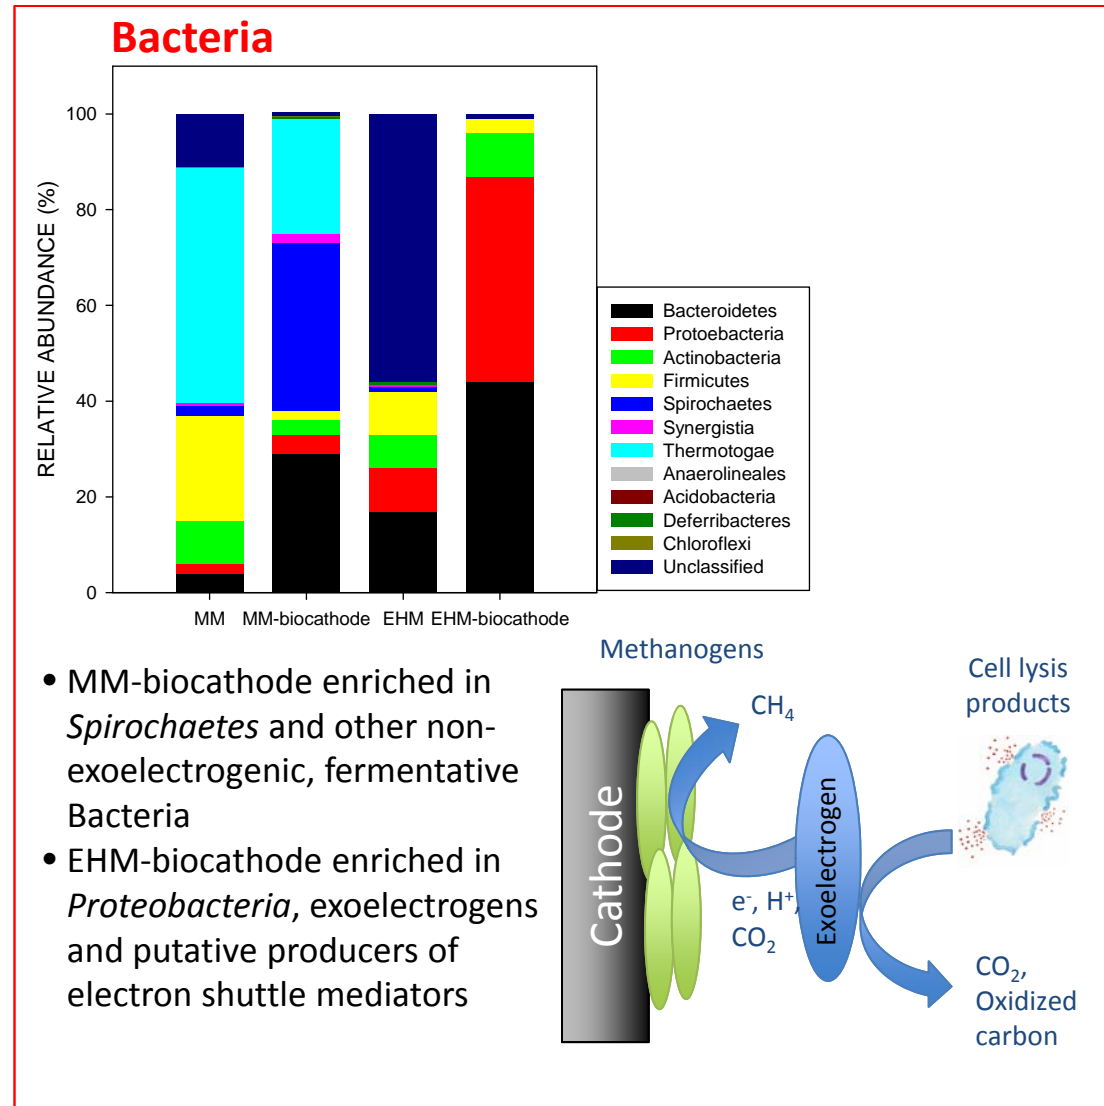 Bacteria
RELATIVE ABUNDANCE (%)
100
80
60
40
20
0
MM MM-biocathode EHM EHM-biocathode
Bacteroidetes
Protoebacteria
Actinobacteria
Firmicutes
Spirochaetes
Synergistia
Thermotogae
Anaerolineales
Acidobacteria
Deferribacteres
Chloroflexi
Unclassified
• MM-biocathode enriched in
Spirochaetes and other non-
exoelectrogenic, fermentative
Bacteria
• EHM-biocathode enriched in
Proteobacteria, exoelectrogens
and putative producers of
electron shuttle mediators
Methanogens
Cathode
CH₄
e⁻, H⁺,
CO₂
Exoelectrogen
Cell lysis
products
CO₂,
Oxidized
carbon